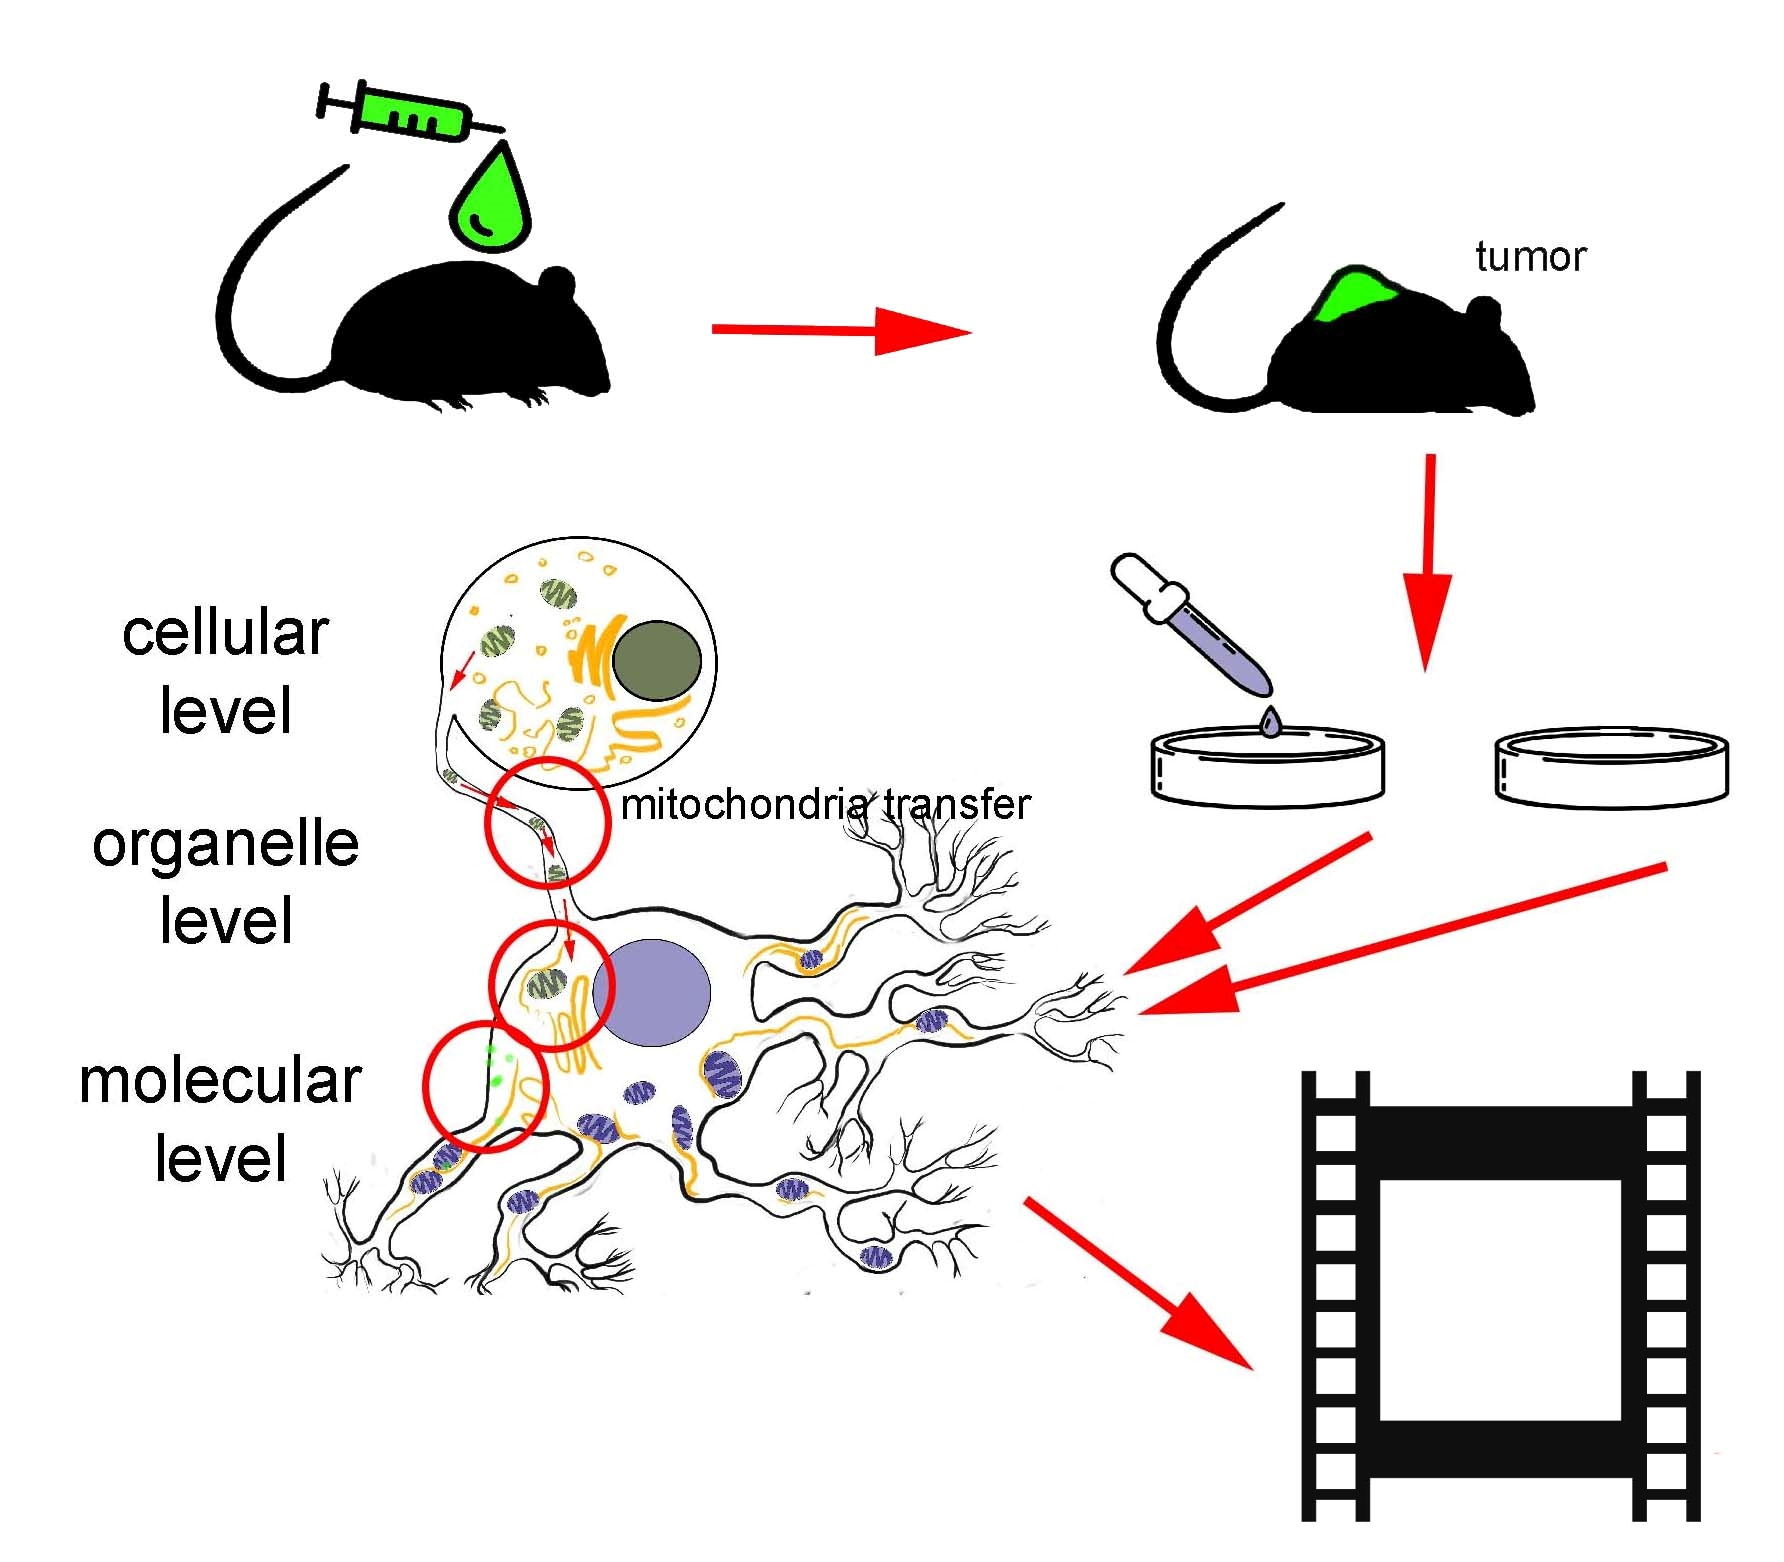 tumor
cellular
level
mitochondria transfer
organelle
level
molecular
level